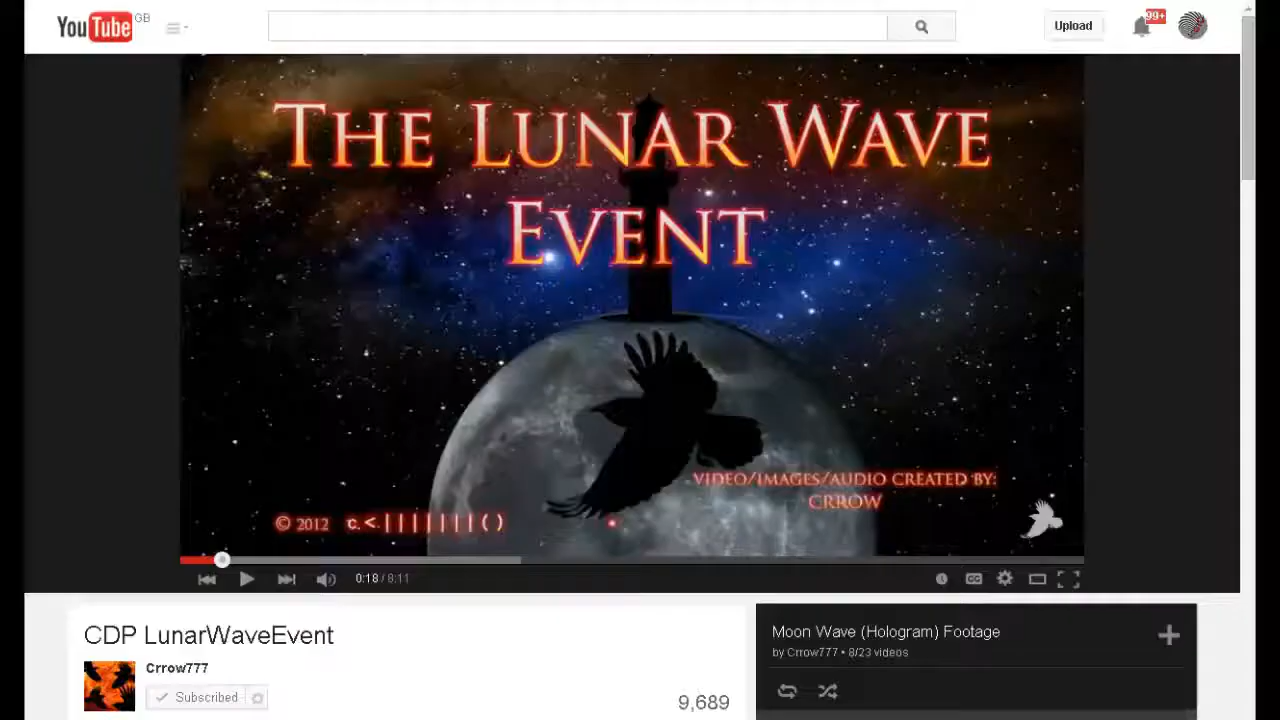 YouTube GB
Upload
99+
THE LUNAR WAVE
EVENT
VIDEO/IMAGES/AUDIO CREATED BY:
CRROW
© 2012 c.<.|||||||()
0:18 / 8:11
CC
CDP LunarWaveEvent
Crrow777
Subscribed
9,689
Moon Wave (Hologram) Footage
by Crrow777 • 8/23 videos